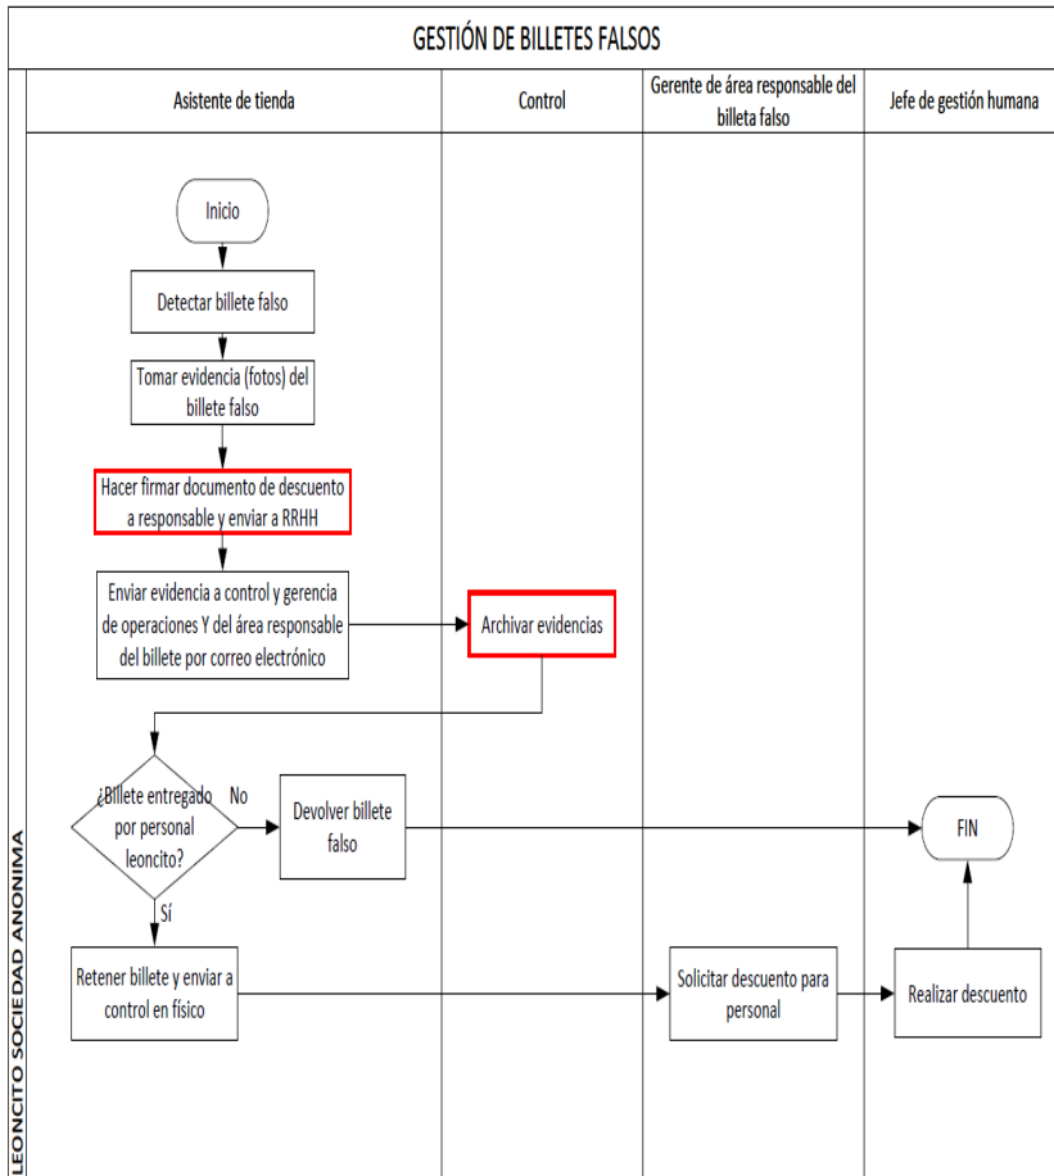 GESTIÓN DE BILLETES FALSOS
Asistente de tienda
Control
Gerente de área responsable del
billeta falso
Jefe de gestión humana
Inicio
Detectar billete falso
Tomar evidencia (fotos) del
billete falso
Hacer firmar documento de descuento
a responsable y enviar a RRHH
Enviar evidencia a control y gerencia
de operaciones Y del área responsable
del billete por correo electrónico
Archivar evidencias
¿Billete entregado
por personal
leoncito?
No
Devolver billete
falso
FIN
Sí
Retener billete y enviar a
control en físico
Solicitar descuento para
personal
Realizar descuento
LEONCITO SOCIEDAD ANONIMA